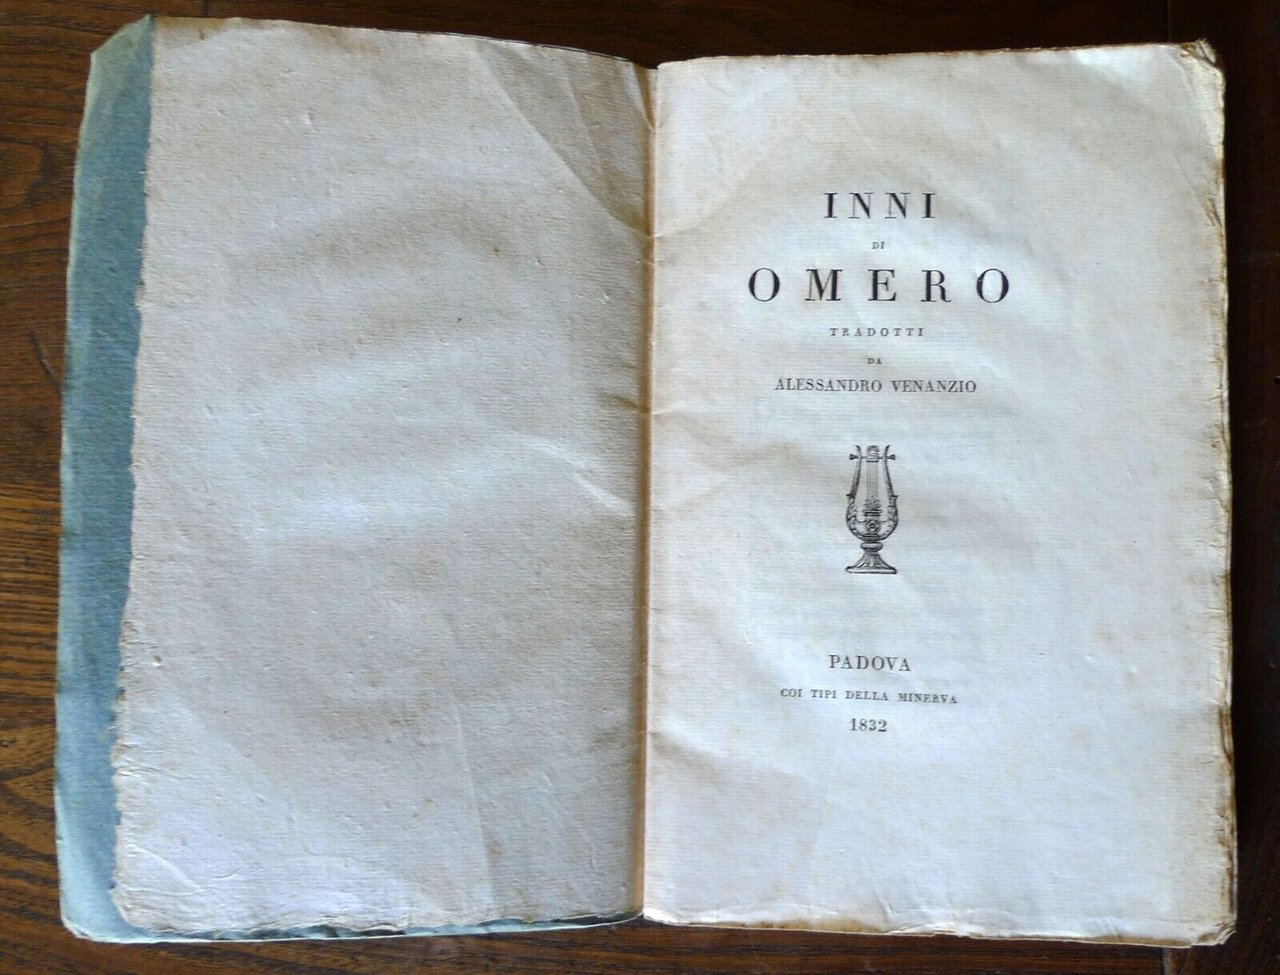 INNI
DI
OMERO
TRADOTTI
DA
ALESSANDRO VENANZIO
PADOVA
COI TIPI DELLA MINERVA
1832